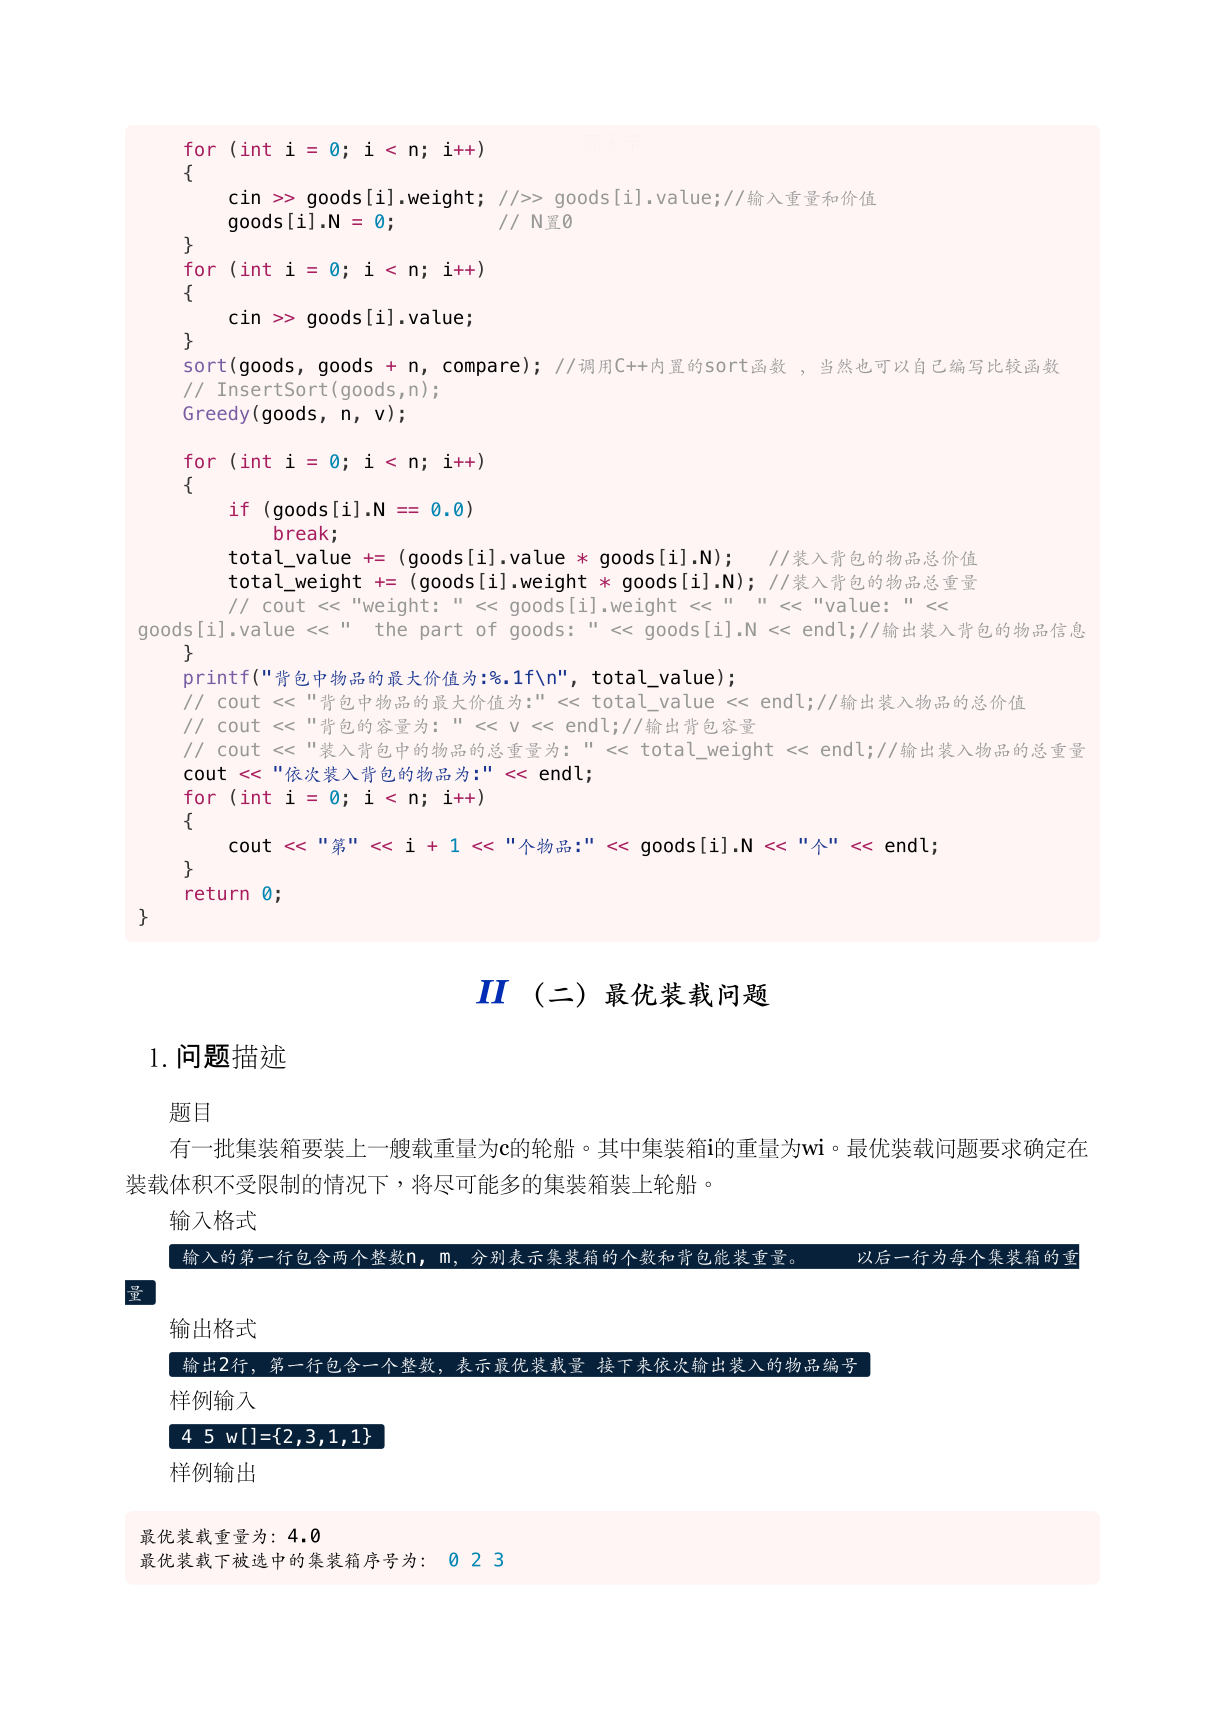 for (int i = 0; i < n; i++)
    {
        cin >> goods[i].weight; //>> goods[i].value;//输入重量和价值
        goods[i].N = 0;         // N置0
    }
    for (int i = 0; i < n; i++)
    {
        cin >> goods[i].value;
    }
    sort(goods, goods + n, compare); //调用C++内置的sort函数 ，当然也可以自己编写比较函数
    // InsertSort(goods,n);
    Greedy(goods, n, v);

    for (int i = 0; i < n; i++)
    {
        if (goods[i].N == 0.0)
            break;
        total_value += (goods[i].value * goods[i].N);   //装入背包的物品总价值
        total_weight += (goods[i].weight * goods[i].N); //装入背包的物品总重量
        // cout << "weight: " << goods[i].weight << "  " << "value: " <<
goods[i].value << "  the part of goods: " << goods[i].N << endl;//输出装入背包的物品信息
    }
    printf("背包中物品的最大价值为:%.1f\n", total_value);
    // cout << "背包中物品的最大价值为:" << total_value << endl;//输出装入物品的总价值
    // cout << "背包的容量为: " << v << endl;//输出背包容量
    // cout << "装入背包中的物品的总重量为: " << total_weight << endl;//输出装入物品的总重量
    cout << "依次装入背包的物品为:" << endl;
    for (int i = 0; i < n; i++)
    {
        cout << "第" << i + 1 << "个物品:" << goods[i].N << "个" << endl;
    }
    return 0;
}
II （二）最优装载问题
1. 问题描述
题目
有一批集装箱要装上一艘载重量为c的轮船。其中集装箱i的重量为wi。最优装载问题要求确定在
装载体积不受限制的情况下，将尽可能多的集装箱装上轮船。
输入格式
输入的第一行包含两个整数n, m，分别表示集装箱的个数和背包能装重量。     以后一行为每个集装箱的重
量
输出格式
输出2行，第一行包含一个整数，表示最优装载量 接下来依次输出装入的物品编号
样例输入
4 5 w[]={2,3,1,1}
样例输出
最优装载重量为：4.0
最优装载下被选中的集装箱序号为： 0 2 3